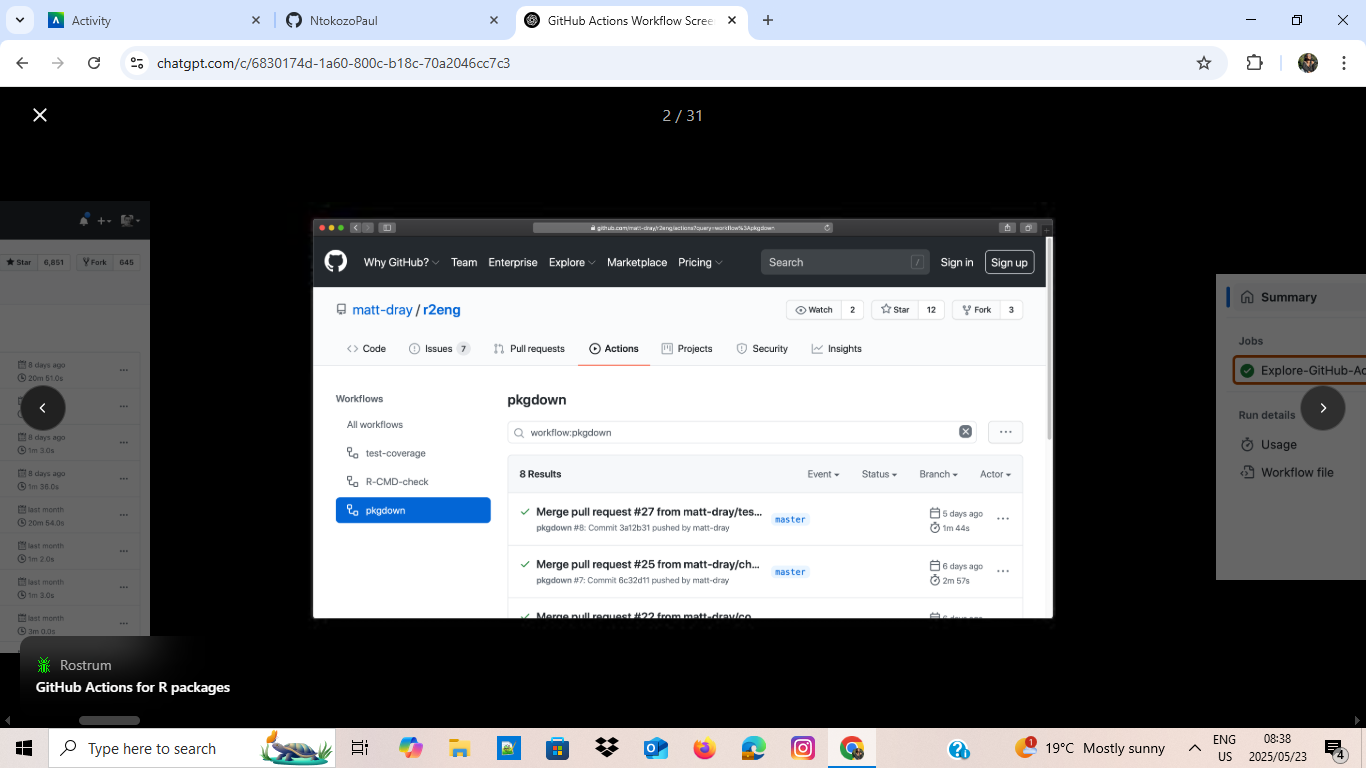 Activity
NtokozoPaul
GitHub Actions Workflow Scree
chatgpt.com/c/6830174d-1a60-800c-b18c-70a2046cc7c3
2 / 31
Star 6,851 Fork 645
8 days ago
20m 51.0s
8 days ago
1m 3.0s
8 days ago
1m 36.0s
last month
20m 54.0s
last month
1m 2.0s
last month
1m 3.0s
last month
3m 0.0s
github.com/matt-dray/r2eng/actions?query=workflow%3Apkgdown
Why GitHub? Team Enterprise Explore Marketplace Pricing Search / Sign in Sign up
matt-dray / r2eng
Watch 2 Star 12 Fork 3
Code Issues 7 Pull requests Actions Projects Security Insights
Workflows
All workflows
test-coverage
R-CMD-check
pkgdown
pkgdown
workflow:pkgdown
8 Results Event Status Branch Actor
Merge pull request #27 from matt-dray/tes... master 5 days ago
pkgdown #8: Commit 3a12b31 pushed by matt-dray 1m 44s
Merge pull request #25 from matt-dray/ch... master 6 days ago
pkgdown #7: Commit 6c32d11 pushed by matt-dray 2m 57s
Merge pull request #22 from matt-dray/co
Summary
Jobs
Explore-GitHub-Ac
Run details
Usage
Workflow file
Rostrum
GitHub Actions for R packages
Type here to search
1
19°C Mostly sunny
ENG
US
08:38
2025/05/23
4